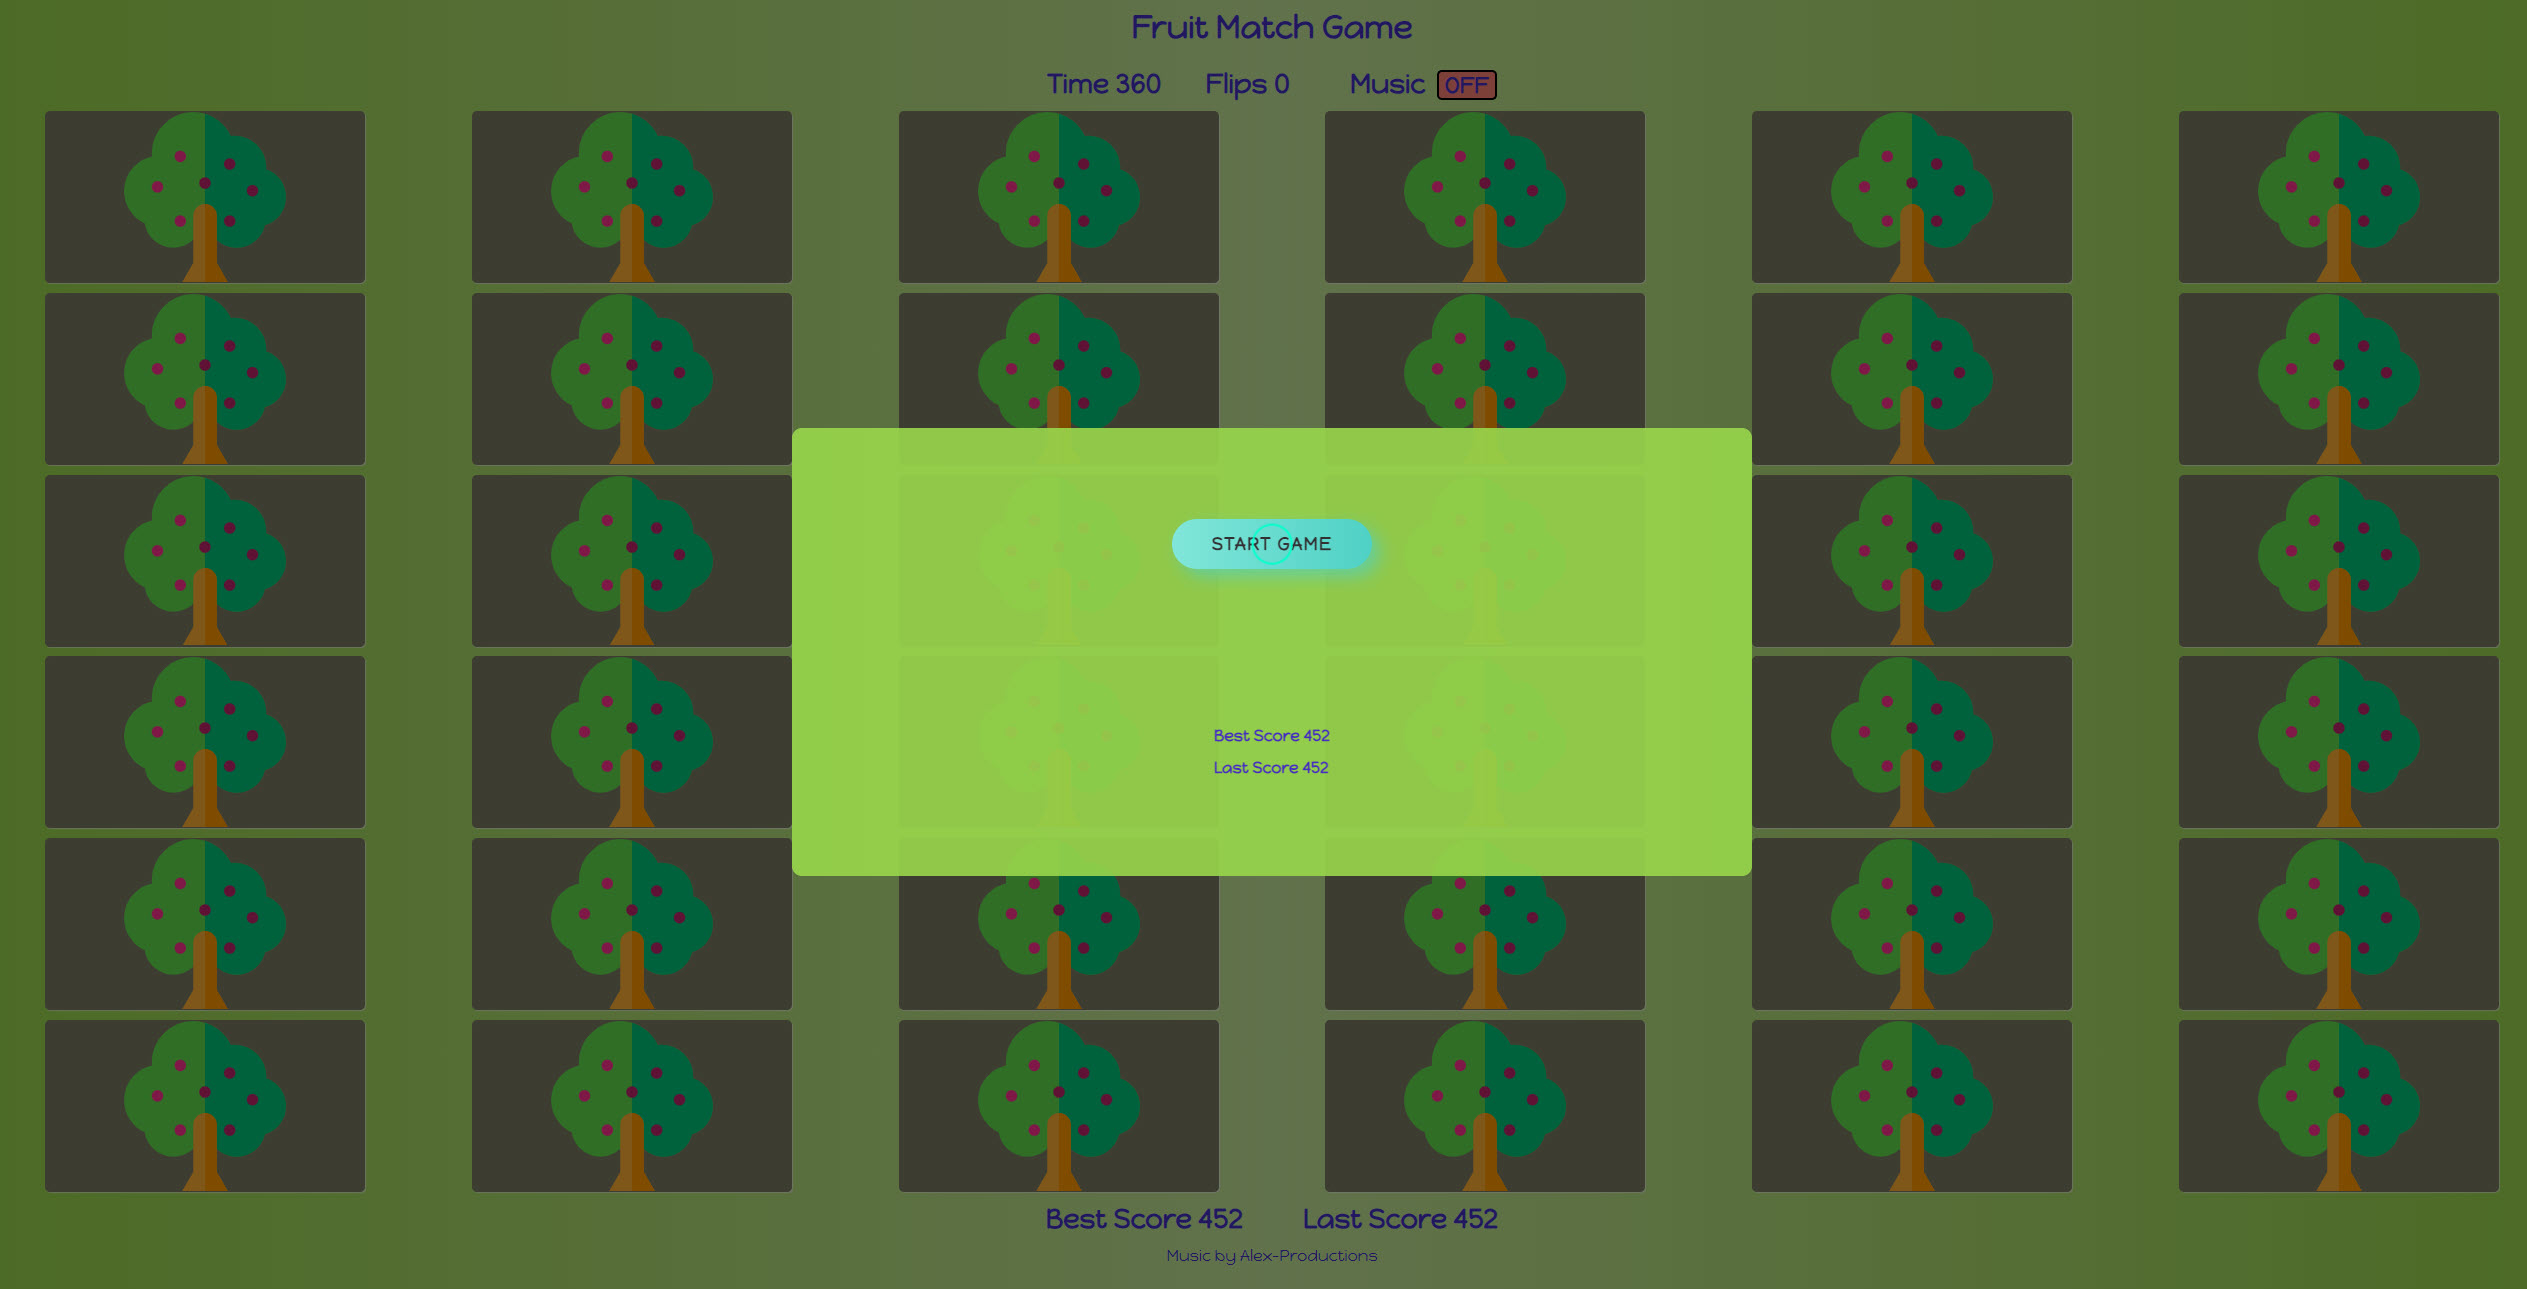 Fruit Match Game
Time 360 Flips 0 Music OFF
START GAME
Best Score 452
Last Score 452
Best Score 452 Last Score 452
Music by Alex-Productions